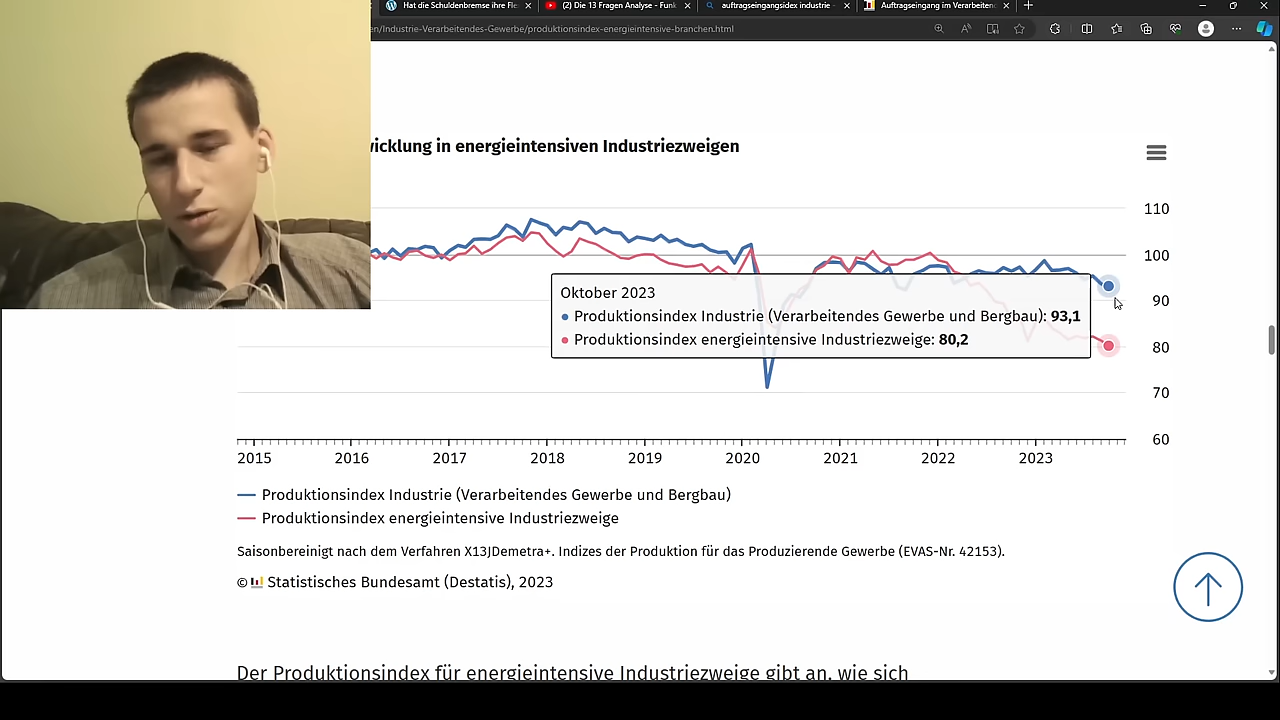 Hat die Schuldenbremse ihre Fle
(2) Die 13 Fragen Analyse - Funk
auftragseingangsidex industrie -
Auftragseingang im Verarbeiten
en/Industrie-Verarbeitendes-Gewerbe/produktionsindex-energieintensive-branchen.html
icklung in energieintensiven Industriezweigen
110
100
90
80
70
60
Oktober 2023
Produktionsindex Industrie (Verarbeitendes Gewerbe und Bergbau): 93,1
Produktionsindex energieintensive Industriezweige: 80,2
2015 2016 2017 2018 2019 2020 2021 2022 2023
Produktionsindex Industrie (Verarbeitendes Gewerbe und Bergbau)
Produktionsindex energieintensive Industriezweige
Saisonbereinigt nach dem Verfahren X13JDemetra+. Indizes der Produktion für das Produzierende Gewerbe (EVAS-Nr. 42153).
© Statistisches Bundesamt (Destatis), 2023
Der Produktionsindex für energieintensive Industriezweige gibt an, wie sich